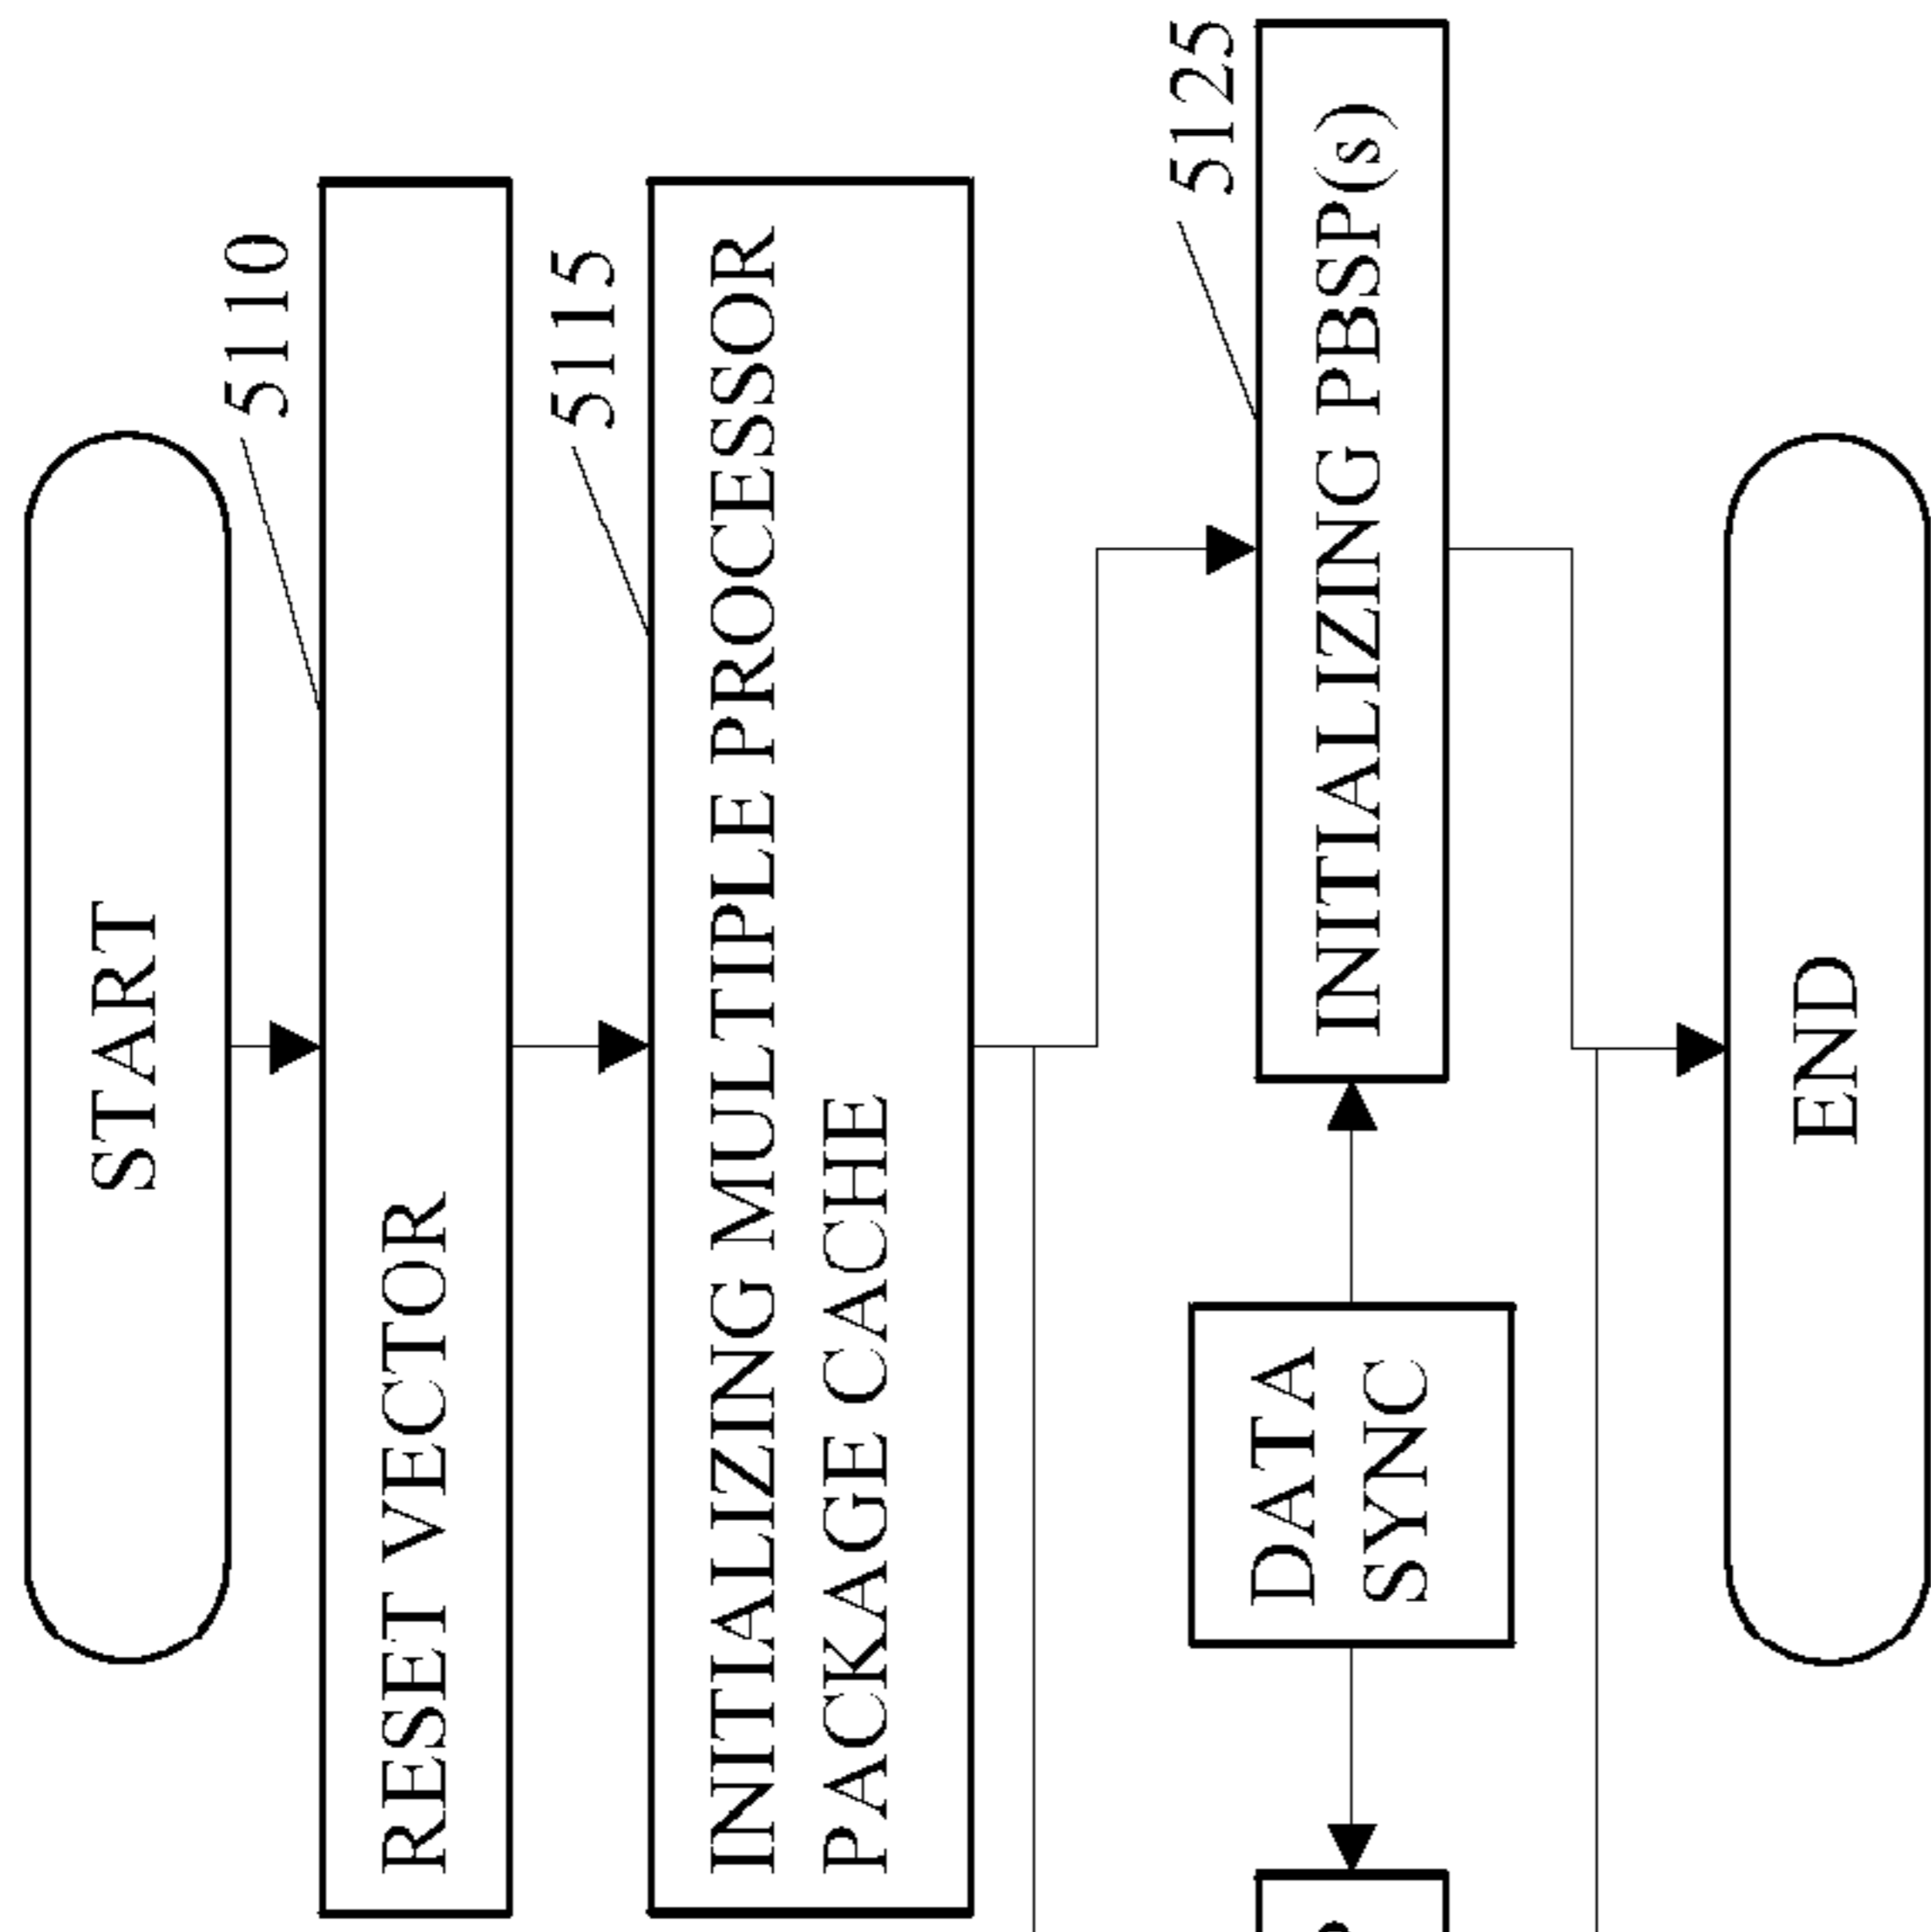 START
5110
RESET VECTOR
5115
INITIALIZING MULTIPLE PROCESSOR
PACKAGE CACHE
DATA
SYNC
5125
INITIALIZING PBSP(s)
END